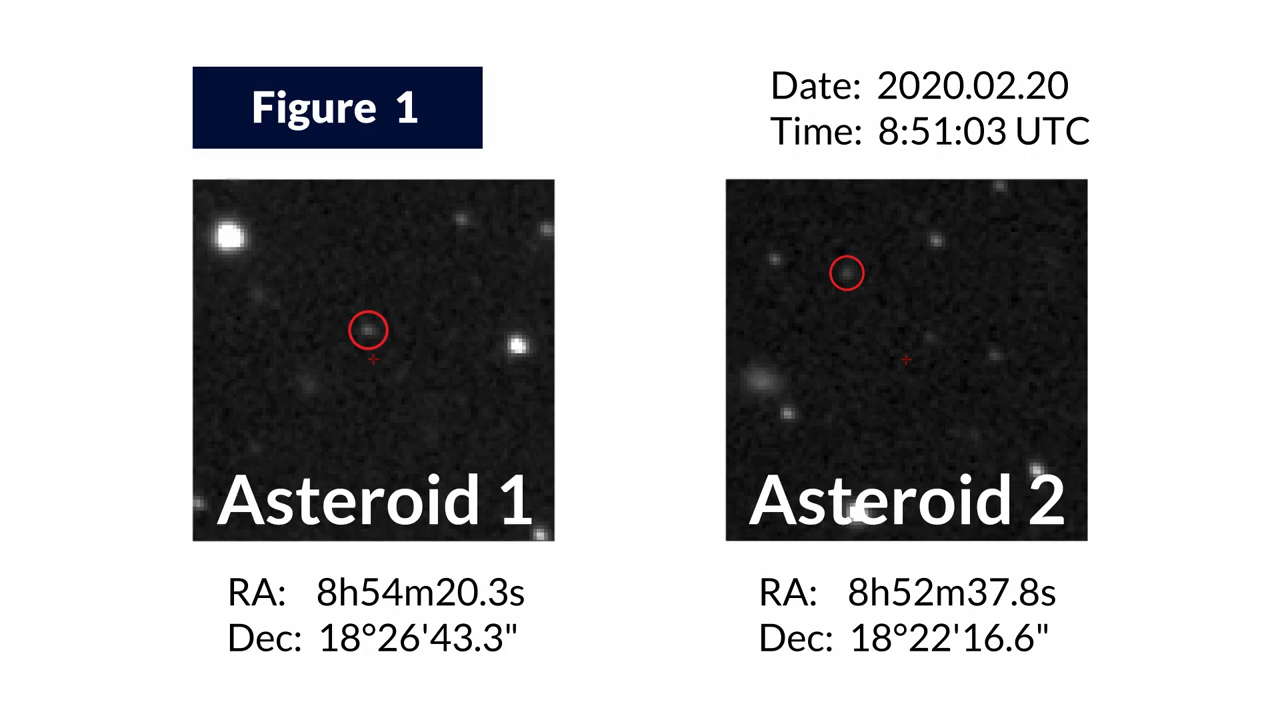 Figure 1
Date: 2020.02.20
Time: 8:51:03 UTC
Asteroid 1
Asteroid 2
RA: 8h54m20.3s
Dec: 18°26'43.3"
RA: 8h52m37.8s
Dec: 18°22'16.6"